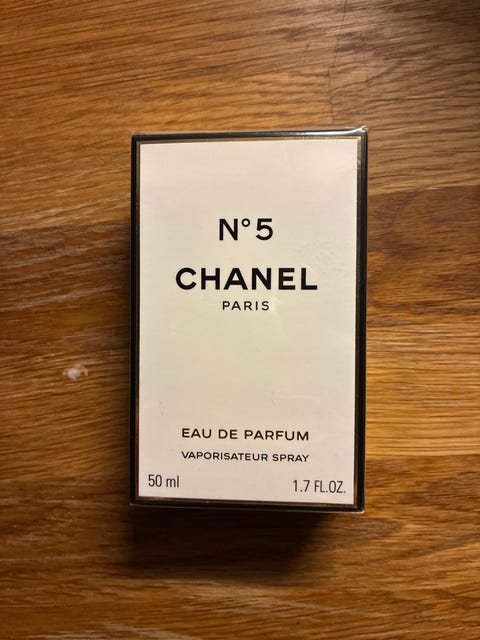 N°5
CHANEL
PARIS
EAU DE PARFUM
VAPORISATEUR SPRAY
50 ml 1.7 FL.OZ.